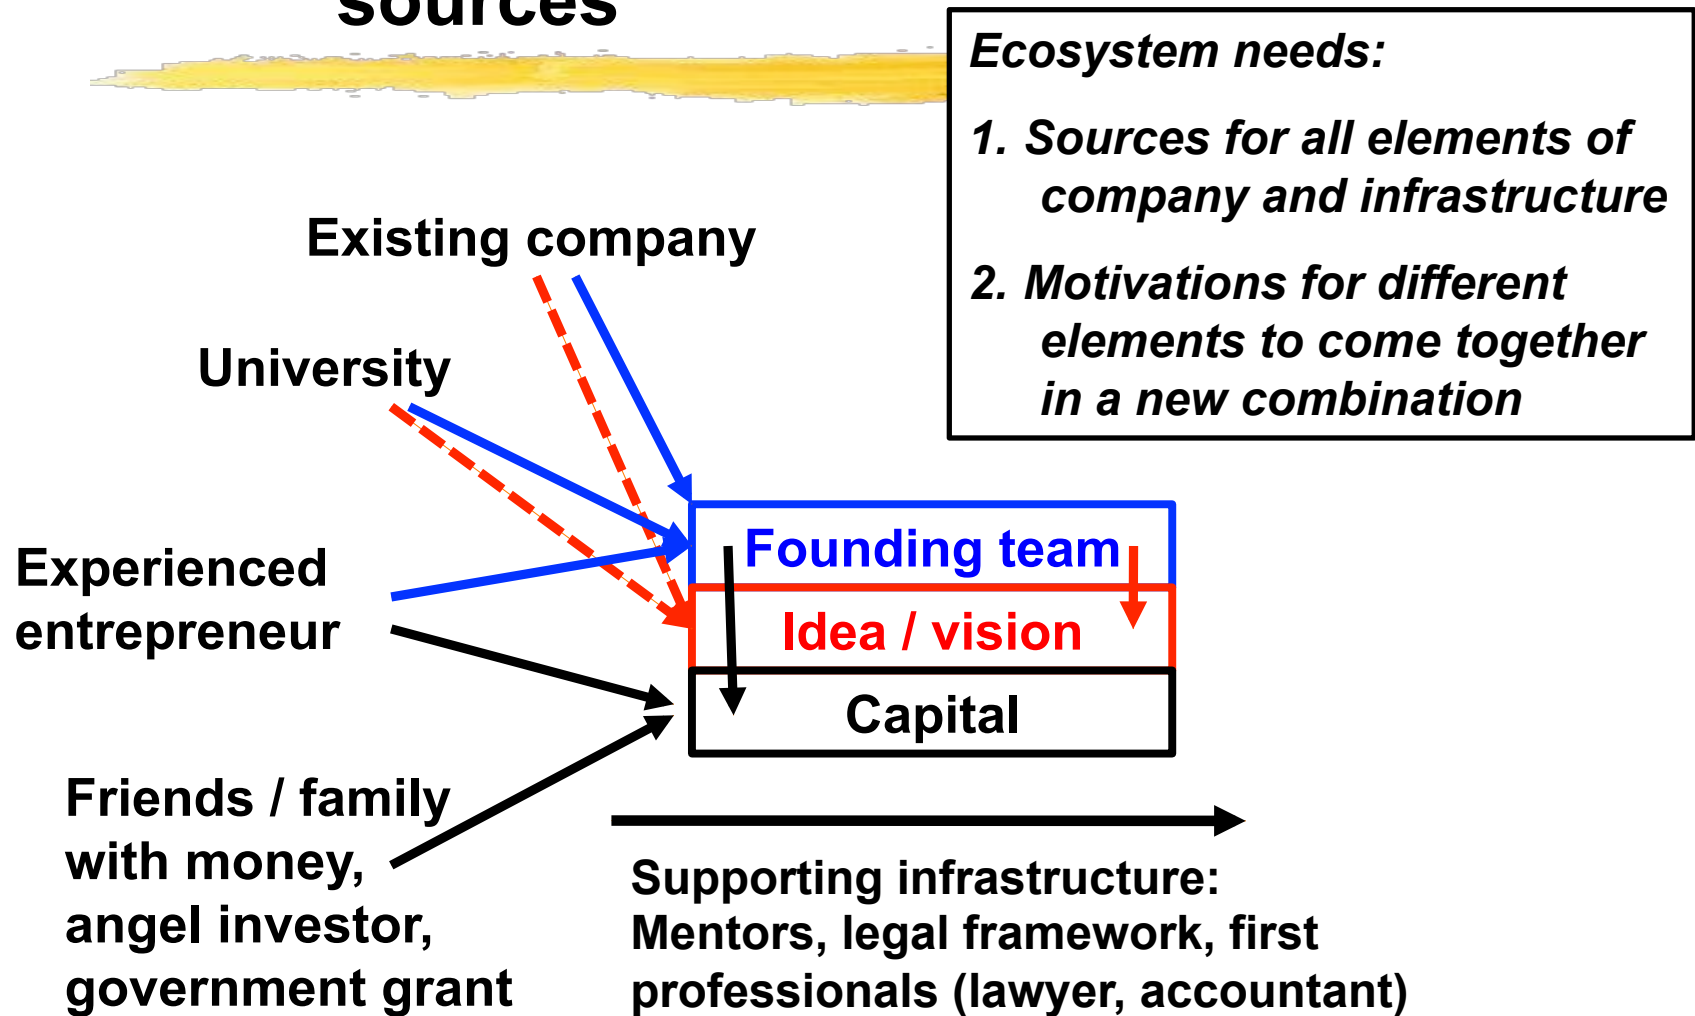 sources
Ecosystem needs:
1. Sources for all elements of
company and infrastructure
2. Motivations for different
elements to come together
in a new combination
Existing company
University
Experienced
entrepreneur
Friends / family
with money,
angel investor,
government grant
Founding team
Idea / vision
Capital
Supporting infrastructure:
Mentors, legal framework, first
professionals (lawyer, accountant)